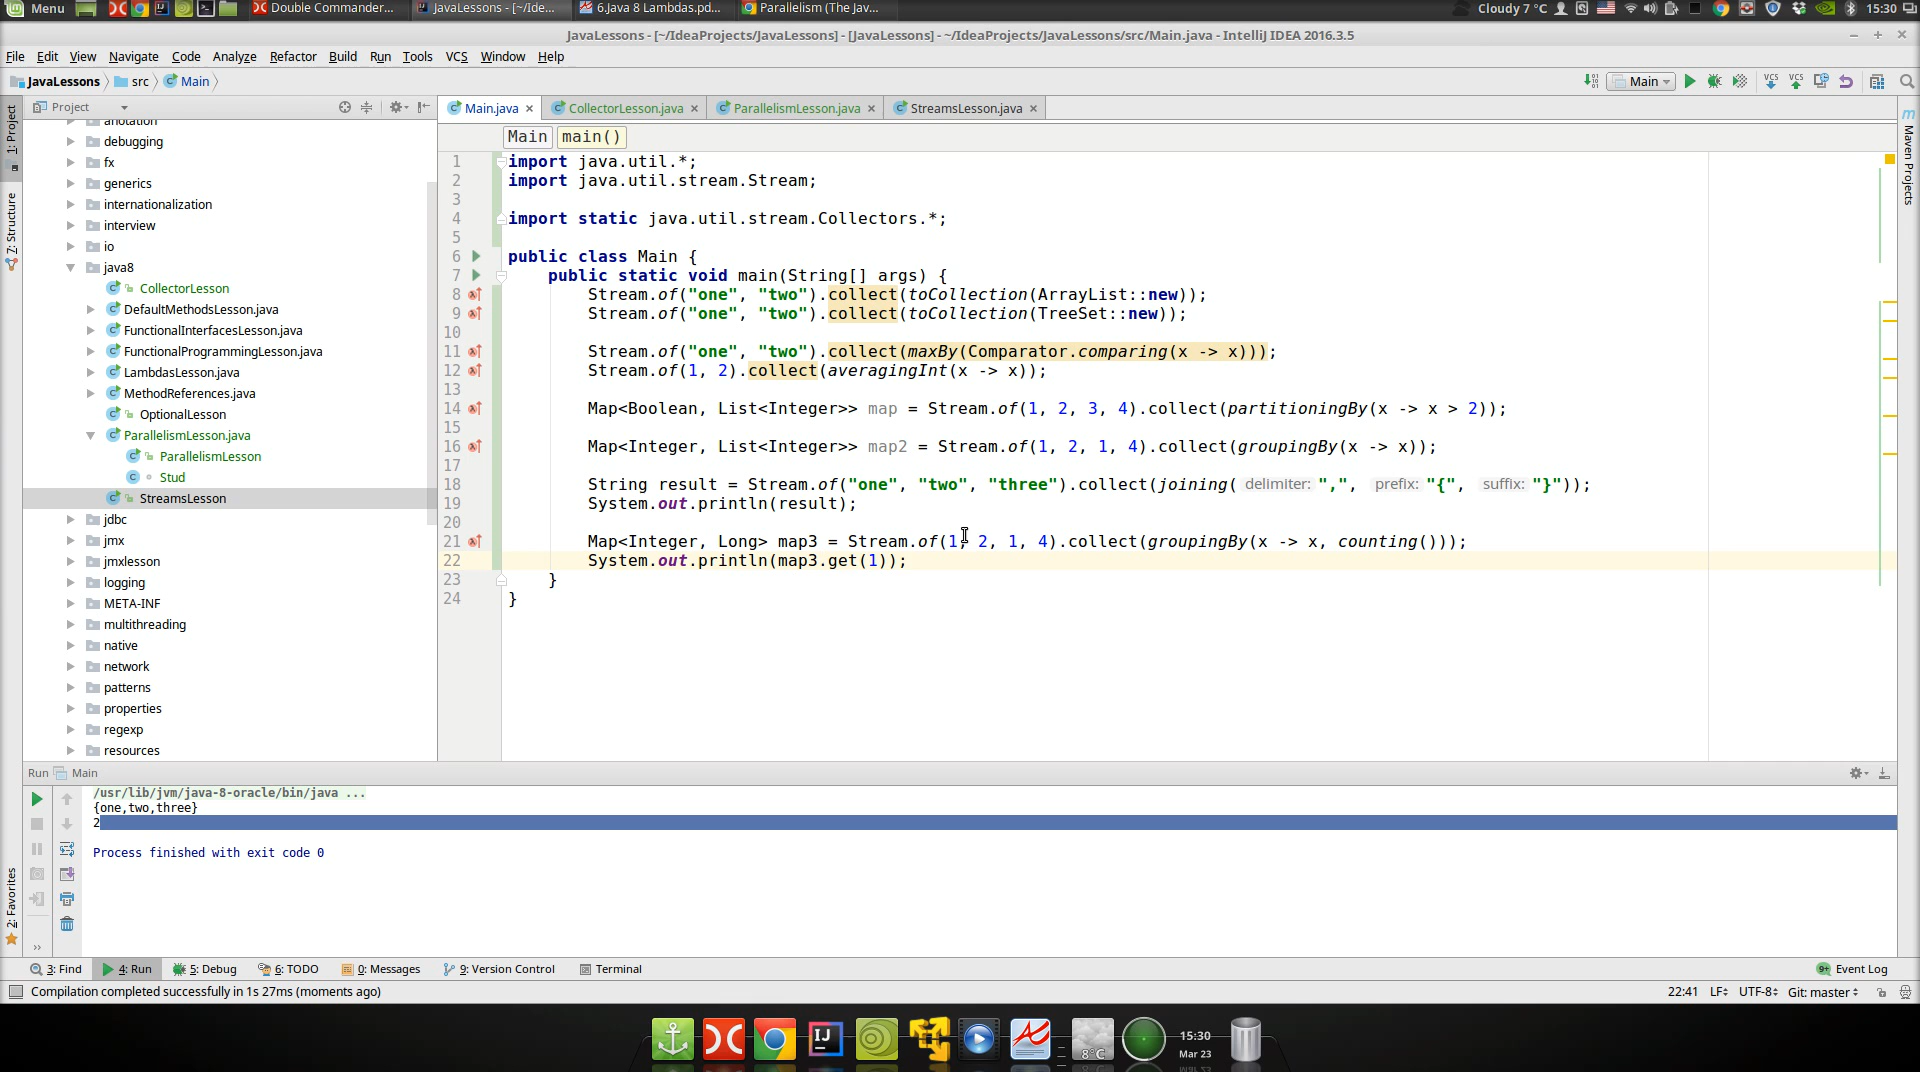 Menu
Double Commander...
JavaLessons - [~/Ide...
6.Java 8 Lambdas.pd...
Parallelism (The Jav...
Cloudy 7 °C
15:30
JavaLessons - [~/IdeaProjects/JavaLessons] - [JavaLessons] - ~/IdeaProjects/JavaLessons/src/Main.java - IntelliJ IDEA 2016.3.5
File Edit View Navigate Code Analyze Refactor Build Run Tools VCS Window Help
JavaLessons src Main
Main
VCS VCS
Project
Main.java CollectorLesson.java ParallelismLesson.java StreamsLesson.java
Main main()
1: Project
7: Structure
2: Favorites
Maven Projects
anotation
debugging
fx
generics
internationalization
interview
io
java8
CollectorLesson
DefaultMethodsLesson.java
FunctionalInterfacesLesson.java
FunctionalProgrammingLesson.java
LambdasLesson.java
MethodReferences.java
OptionalLesson
ParallelismLesson.java
ParallelismLesson
Stud
StreamsLesson
jdbc
jmx
jmxlesson
logging
META-INF
multithreading
native
network
patterns
properties
regexp
resources
1 import java.util.*;
2 import java.util.stream.Stream;
3
4 import static java.util.stream.Collectors.*;
5
6 public class Main {
7 public static void main(String[] args) {
8 Stream.of("one", "two").collect(toCollection(ArrayList::new));
9 Stream.of("one", "two").collect(toCollection(TreeSet::new));
10
11 Stream.of("one", "two").collect(maxBy(Comparator.comparing(x -> x)));
12 Stream.of(1, 2).collect(averagingInt(x -> x));
13
14 Map<Boolean, List<Integer>> map = Stream.of(1, 2, 3, 4).collect(partitioningBy(x -> x > 2));
15
16 Map<Integer, List<Integer>> map2 = Stream.of(1, 2, 1, 4).collect(groupingBy(x -> x));
17
18 String result = Stream.of("one", "two", "three").collect(joining( delimiter: ",", prefix: "{", suffix: "}"));
19 System.out.println(result);
20
21 Map<Integer, Long> map3 = Stream.of(1, 2, 1, 4).collect(groupingBy(x -> x, counting()));
22 System.out.println(map3.get(1));
23 }
24 }
Run Main
/usr/lib/jvm/java-8-oracle/bin/java ...
{one,two,three}
2
Process finished with exit code 0
3: Find 4: Run 5: Debug 6: TODO 0: Messages 9: Version Control Terminal Event Log
Compilation completed successfully in 1s 27ms (moments ago)
22:41 LF UTF-8 Git: master
IJ
8°C
15:30
Mar 23